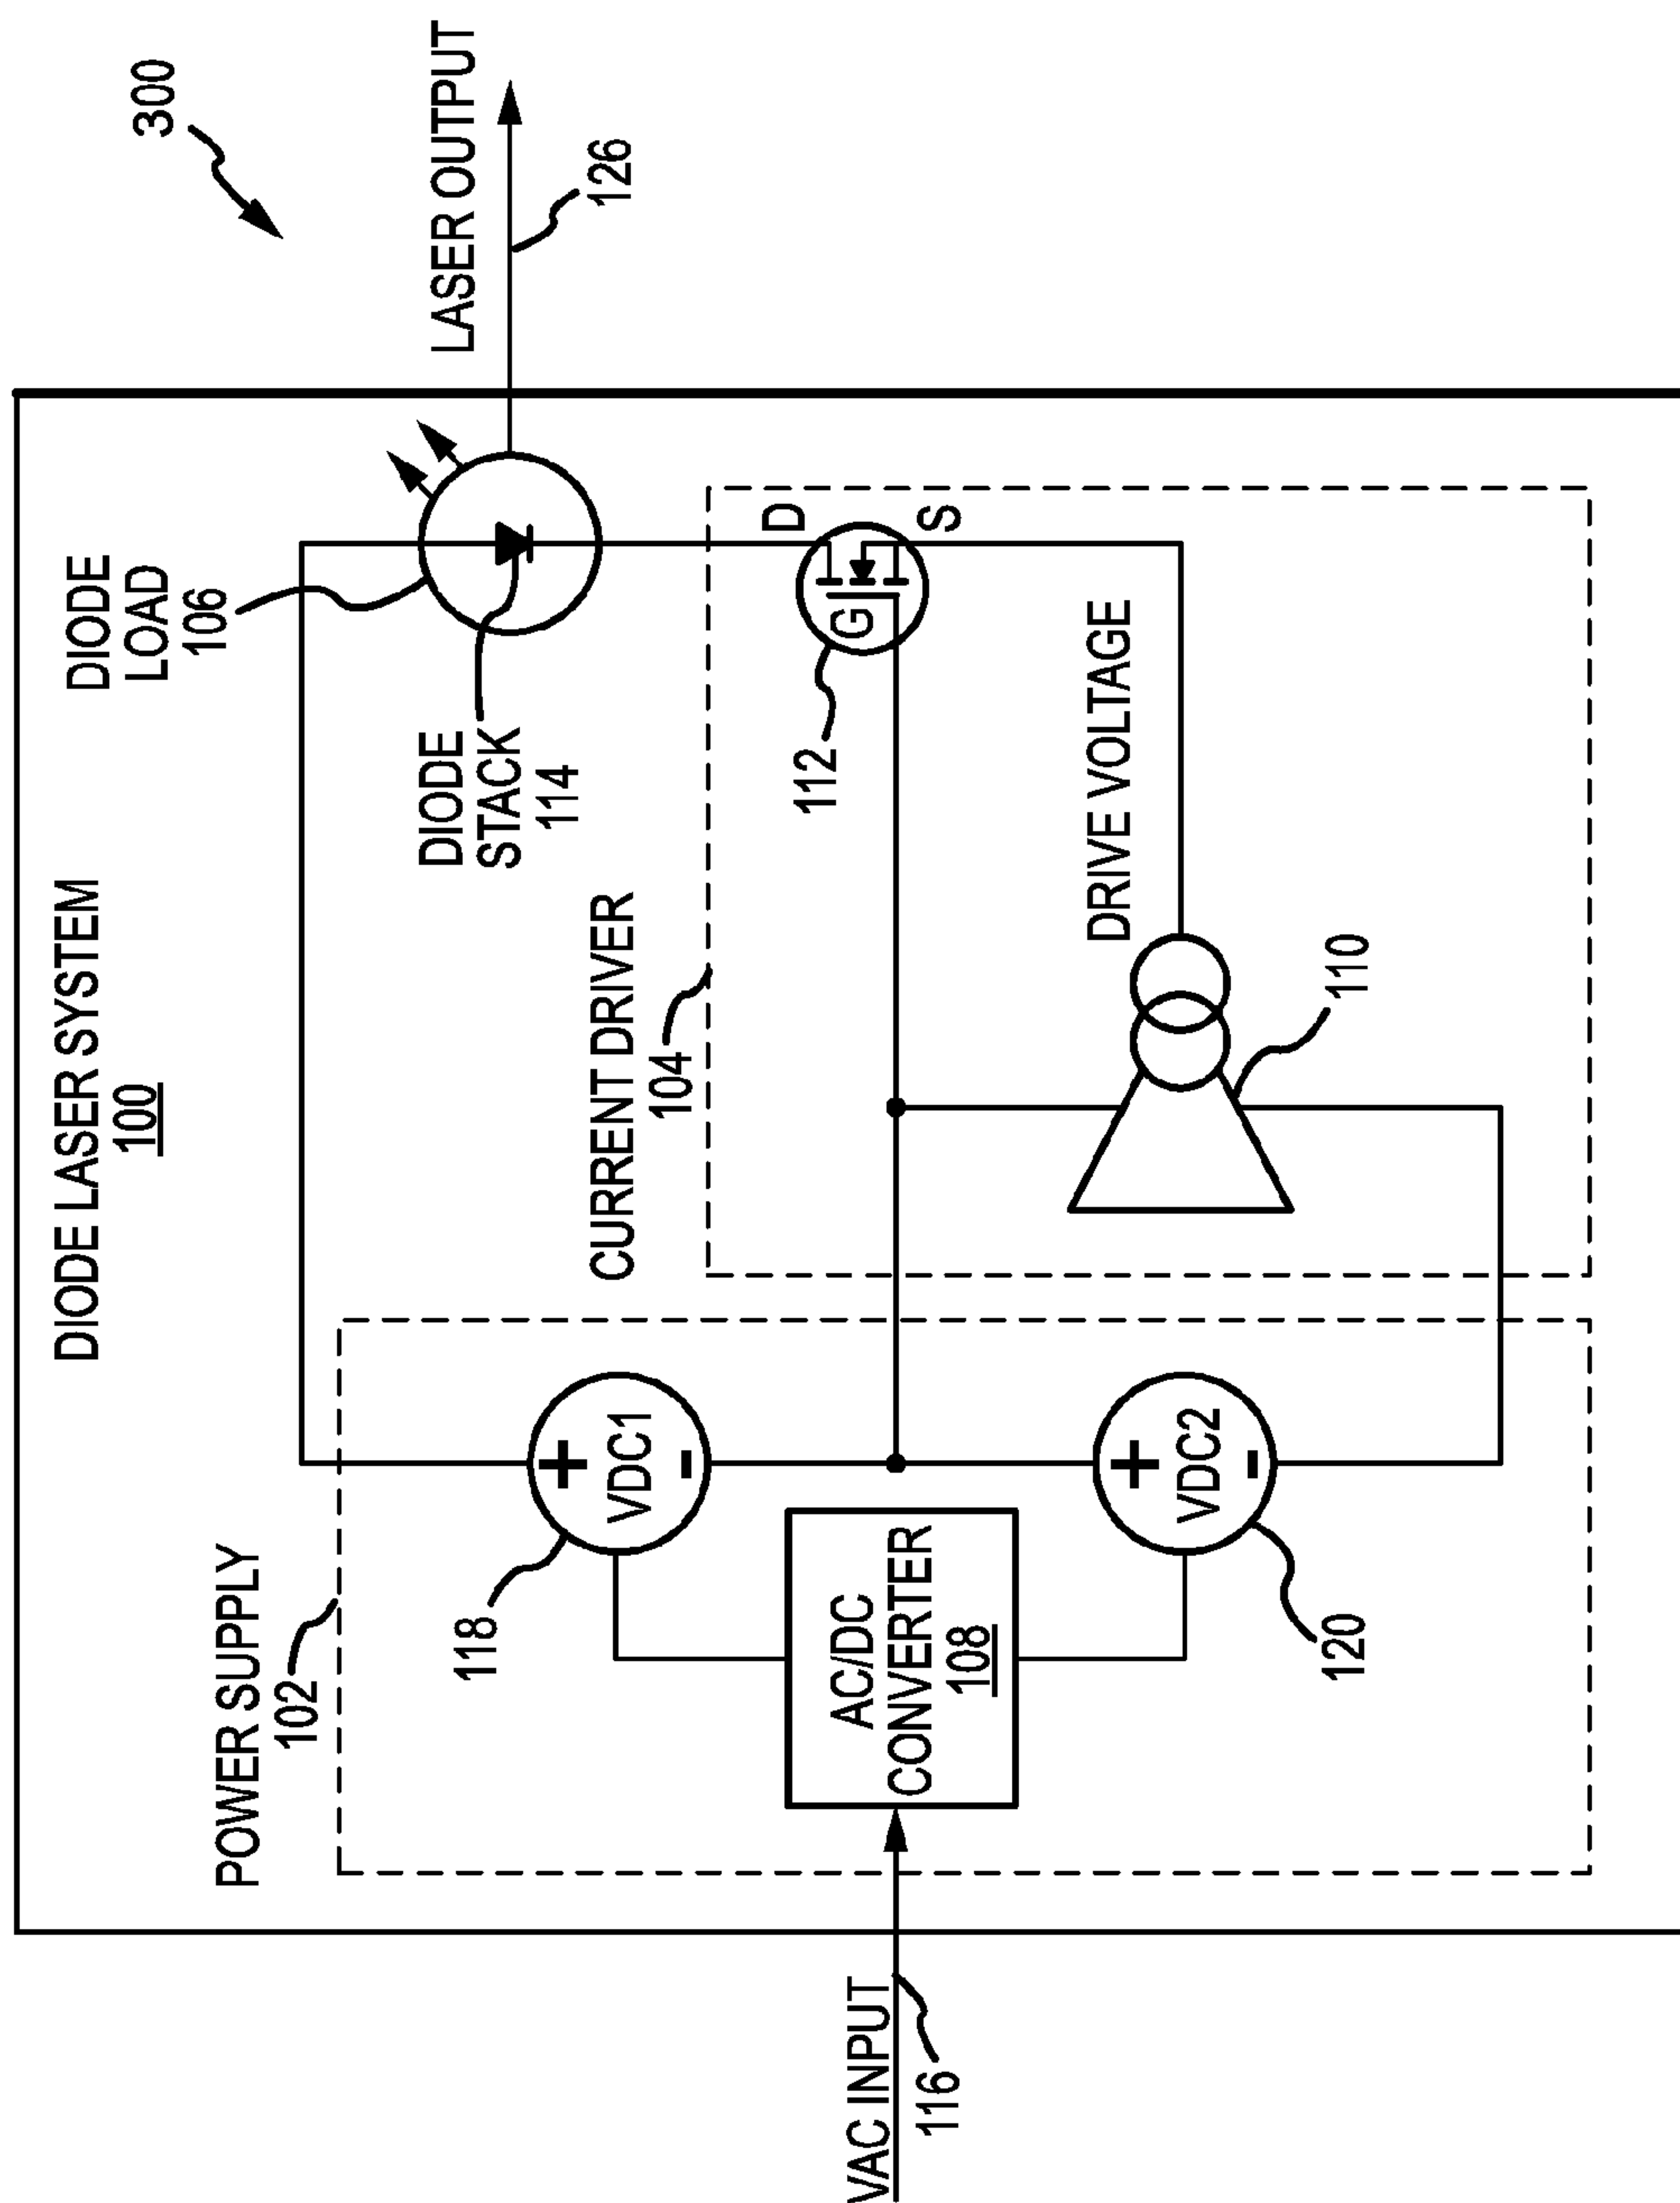 300
DIODE LASER SYSTEM
100
DIODE
LOAD
106
LASER OUTPUT
126
POWER SUPPLY
102
DIODE
STACK
114
CURRENT DRIVER
104
118
+
VDC1
-
D
S
G
112
AC/DC
CONVERTER
108
VAC INPUT
116
DRIVE VOLTAGE
110
+
VDC2
-
120